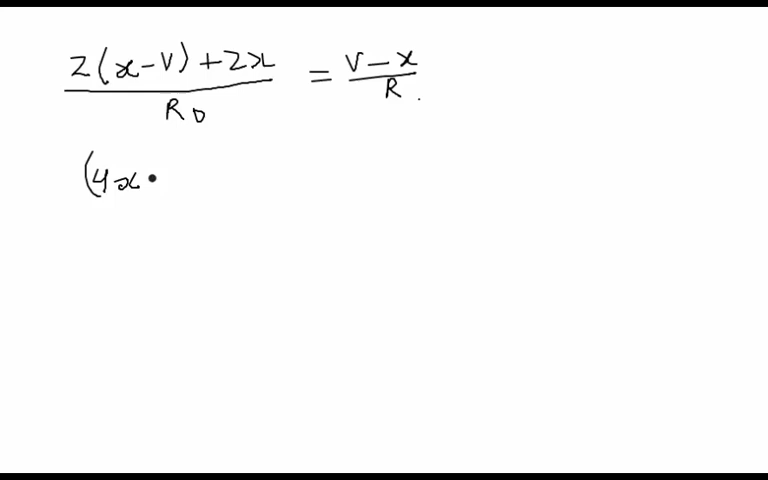 2(x-V)+2x / R₀ = V-x / R.
(4x